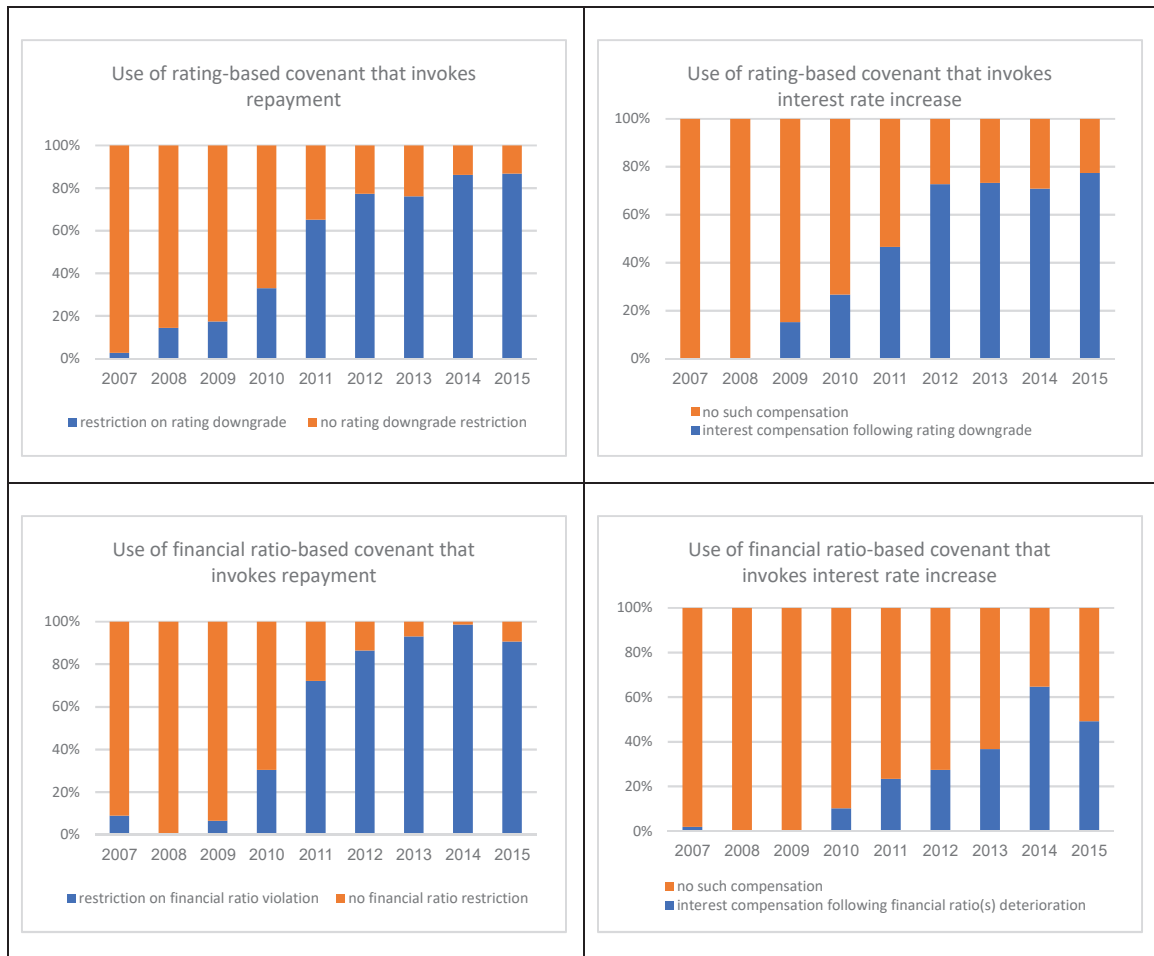 Use of rating-based covenant that invokes
repayment
100%
80%
60%
40%
20%
0%
2007 2008 2009 2010 2011 2012 2013 2014 2015
restriction on rating downgrade no rating downgrade restriction
Use of rating-based covenant that invokes
interest rate increase
100%
80%
60%
40%
20%
0%
2007 2008 2009 2010 2011 2012 2013 2014 2015
no such compensation
interest compensation following rating downgrade
Use of financial ratio-based covenant that
invokes repayment
100%
80%
60%
40%
20%
0%
2007 2008 2009 2010 2011 2012 2013 2014 2015
restriction on financial ratio violation no financial ratio restriction
Use of financial ratio-based covenant that
invokes interest rate increase
100%
80%
60%
40%
20%
0%
2007 2008 2009 2010 2011 2012 2013 2014 2015
no such compensation
interest compensation following financial ratio(s) deterioration